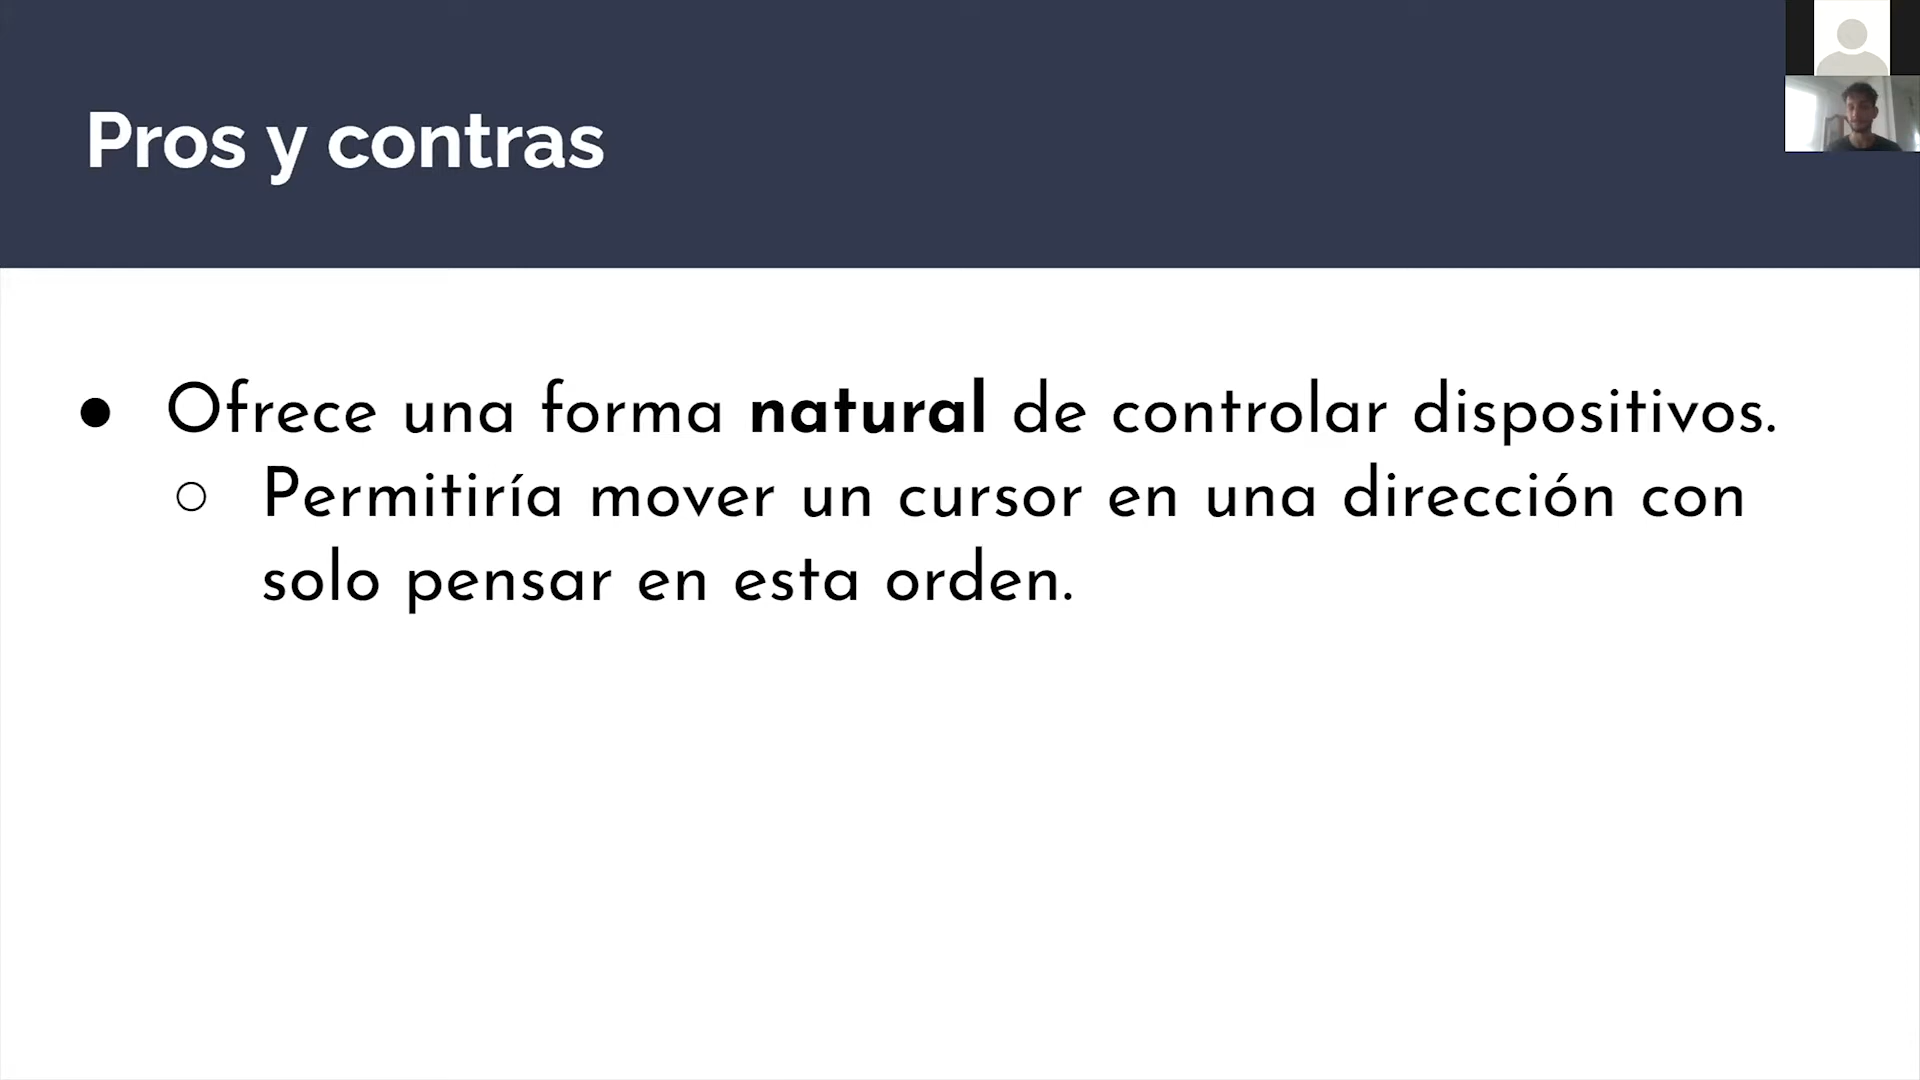 Pros y contras
● Ofrece una forma natural de controlar dispositivos.
○ Permitiría mover un cursor en una dirección con
solo pensar en esta orden.